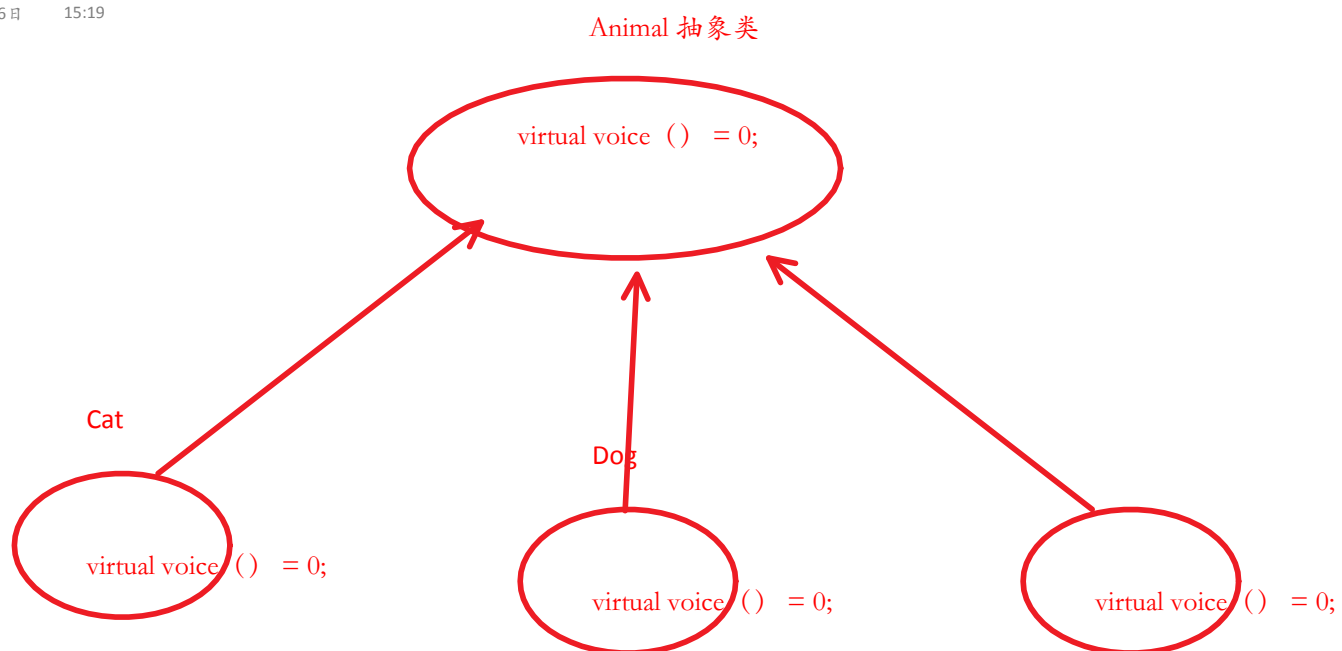 6日 15:19
Animal 抽象类
virtual voice （） = 0;
Cat
Dog
virtual voice （） = 0;
virtual voice （） = 0;
virtual voice （） = 0;